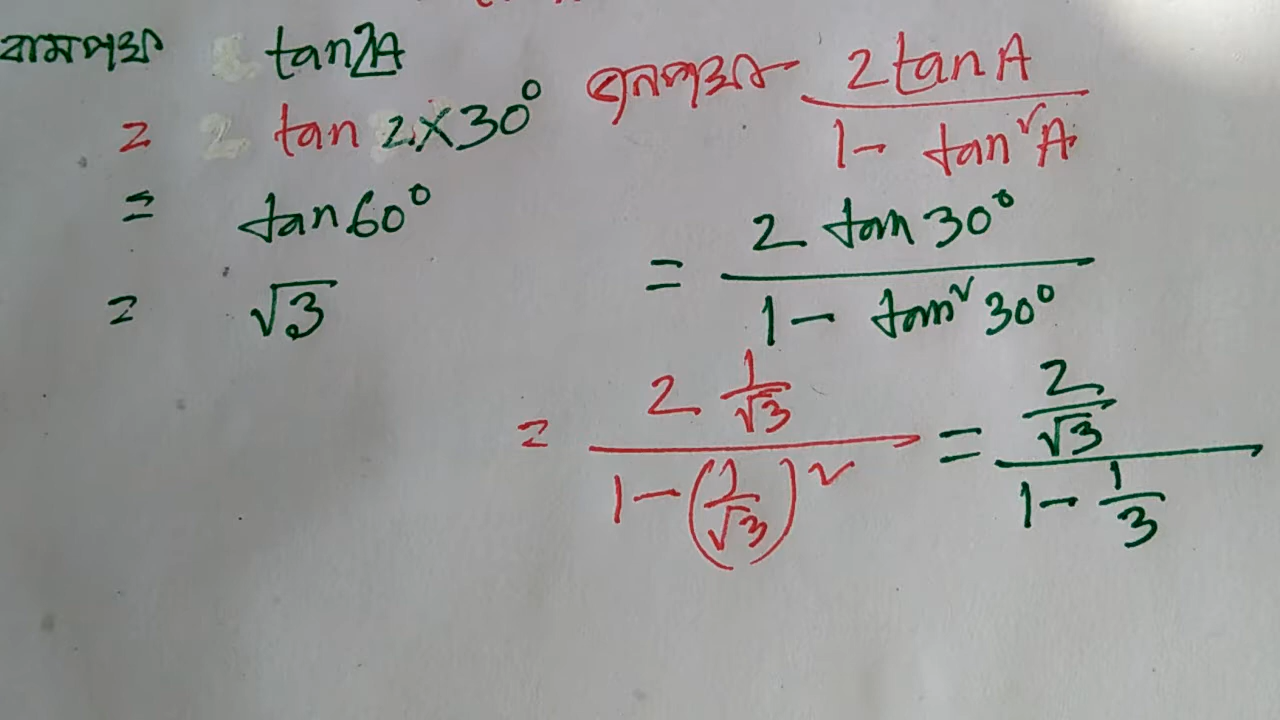 বামপক্ষ tan2A
= tan 2×30°
= tan60°
= √3
ডানপক্ষ 2tanA / 1- tan²A
= 2 tan30° / 1 - tan²30°
= 2 1/√3 / 1-(1/√3)² = 2/√3 / 1- 1/3